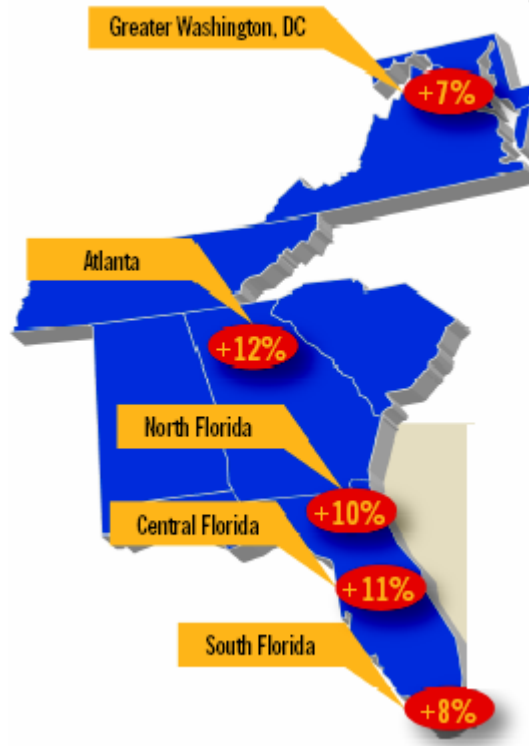 Greater Washington, DC
+7%
Atlanta
+12%
North Florida
+10%
Central Florida
+11%
South Florida
+8%